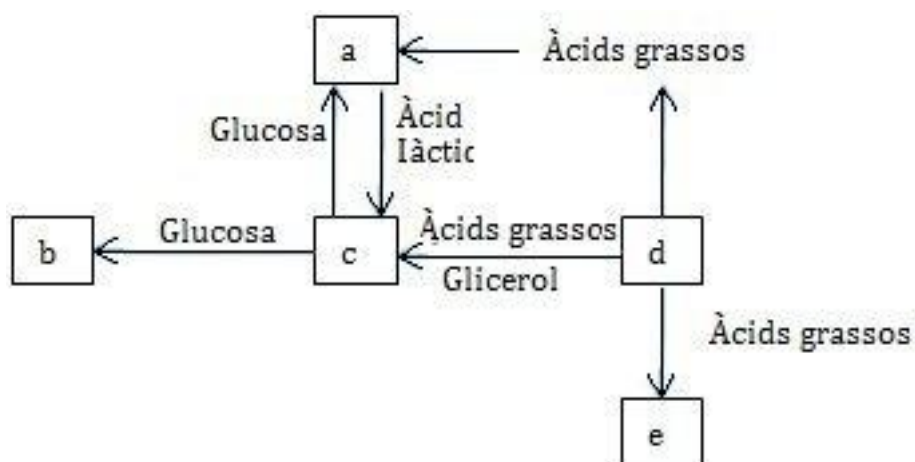 a
Àcids grassos
Glucosa
Àcid
làctic
Glucosa
Àcids grassos
b
c
d
Glicerol
Àcids grassos
e